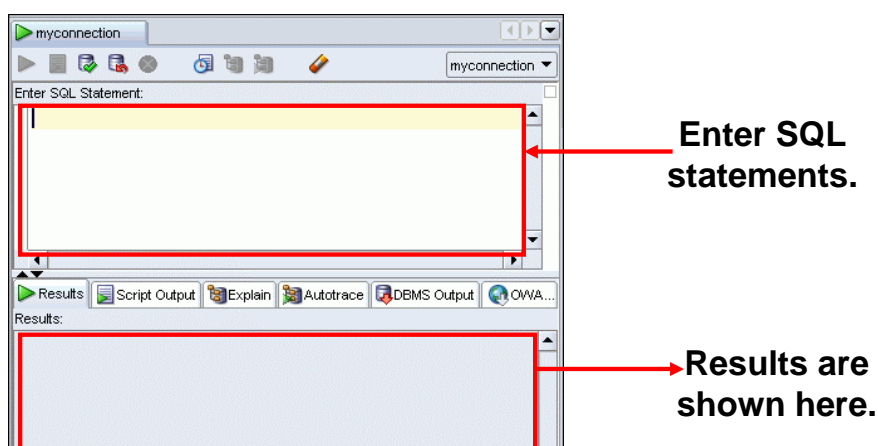 myconnection
myconnection
Enter SQL Statement:
Enter SQL
statements.
Results Script Output Explain Autotrace DBMS Output OWA...
Results:
Results are
shown here.